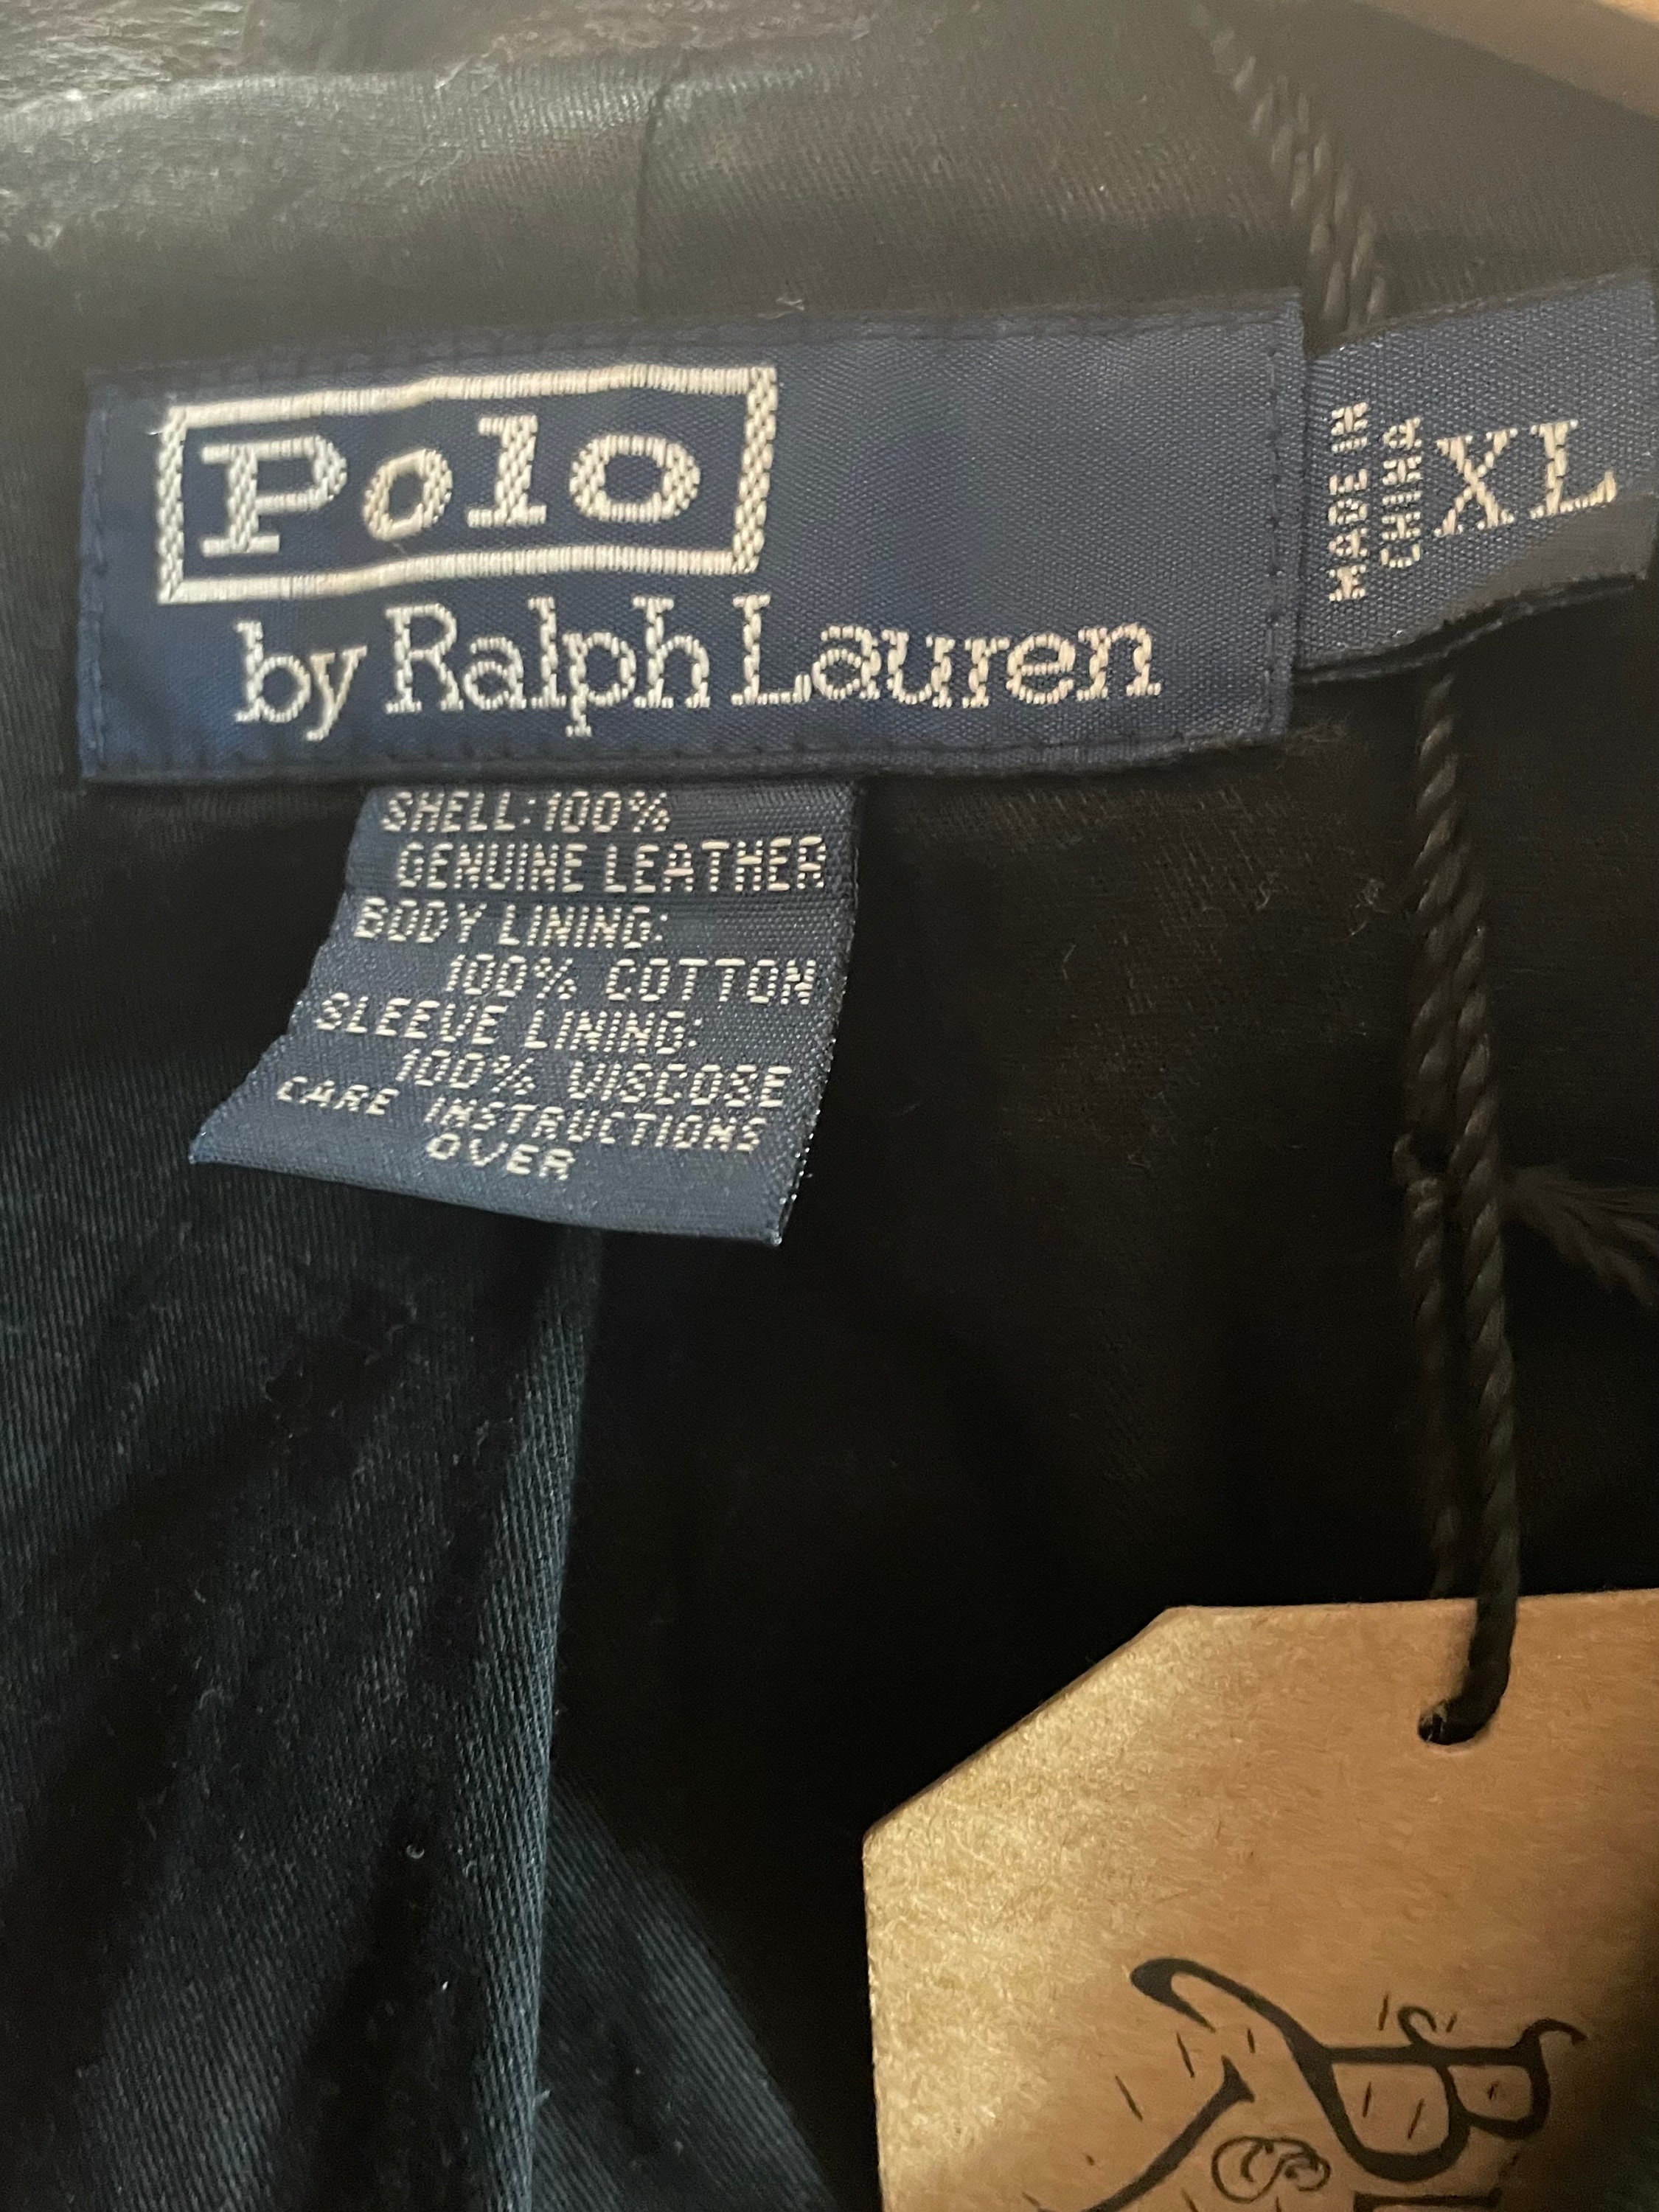 Polo
by Ralph Lauren
MADE IN
CHINA
XL
SHELL: 100%
GENUINE LEATHER
BODY LINING:
100% COTTON
SLEEVE LINING:
100% VISCOSE
CARE INSTRUCTIONS
OVER